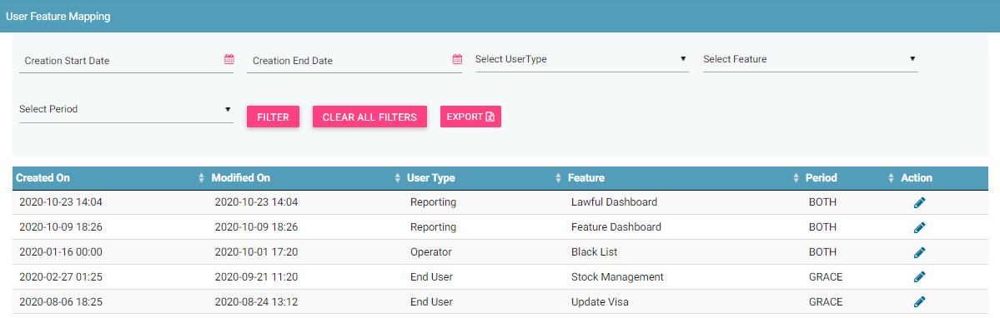 User Feature Mapping
Creation Start Date Creation End Date Select UserType Select Feature
Select Period FILTER CLEAR ALL FILTERS EXPORT
Created On Modified On User Type Feature Period Action
2020-10-23 14:04 2020-10-23 14:04 Reporting Lawful Dashboard BOTH
2020-10-09 18:26 2020-10-09 18:26 Reporting Feature Dashboard BOTH
2020-01-16 00:00 2020-10-01 17:20 Operator Black List BOTH
2020-02-27 01:25 2020-09-21 11:20 End User Stock Management GRACE
2020-08-06 18:25 2020-08-24 13:12 End User Update Visa GRACE